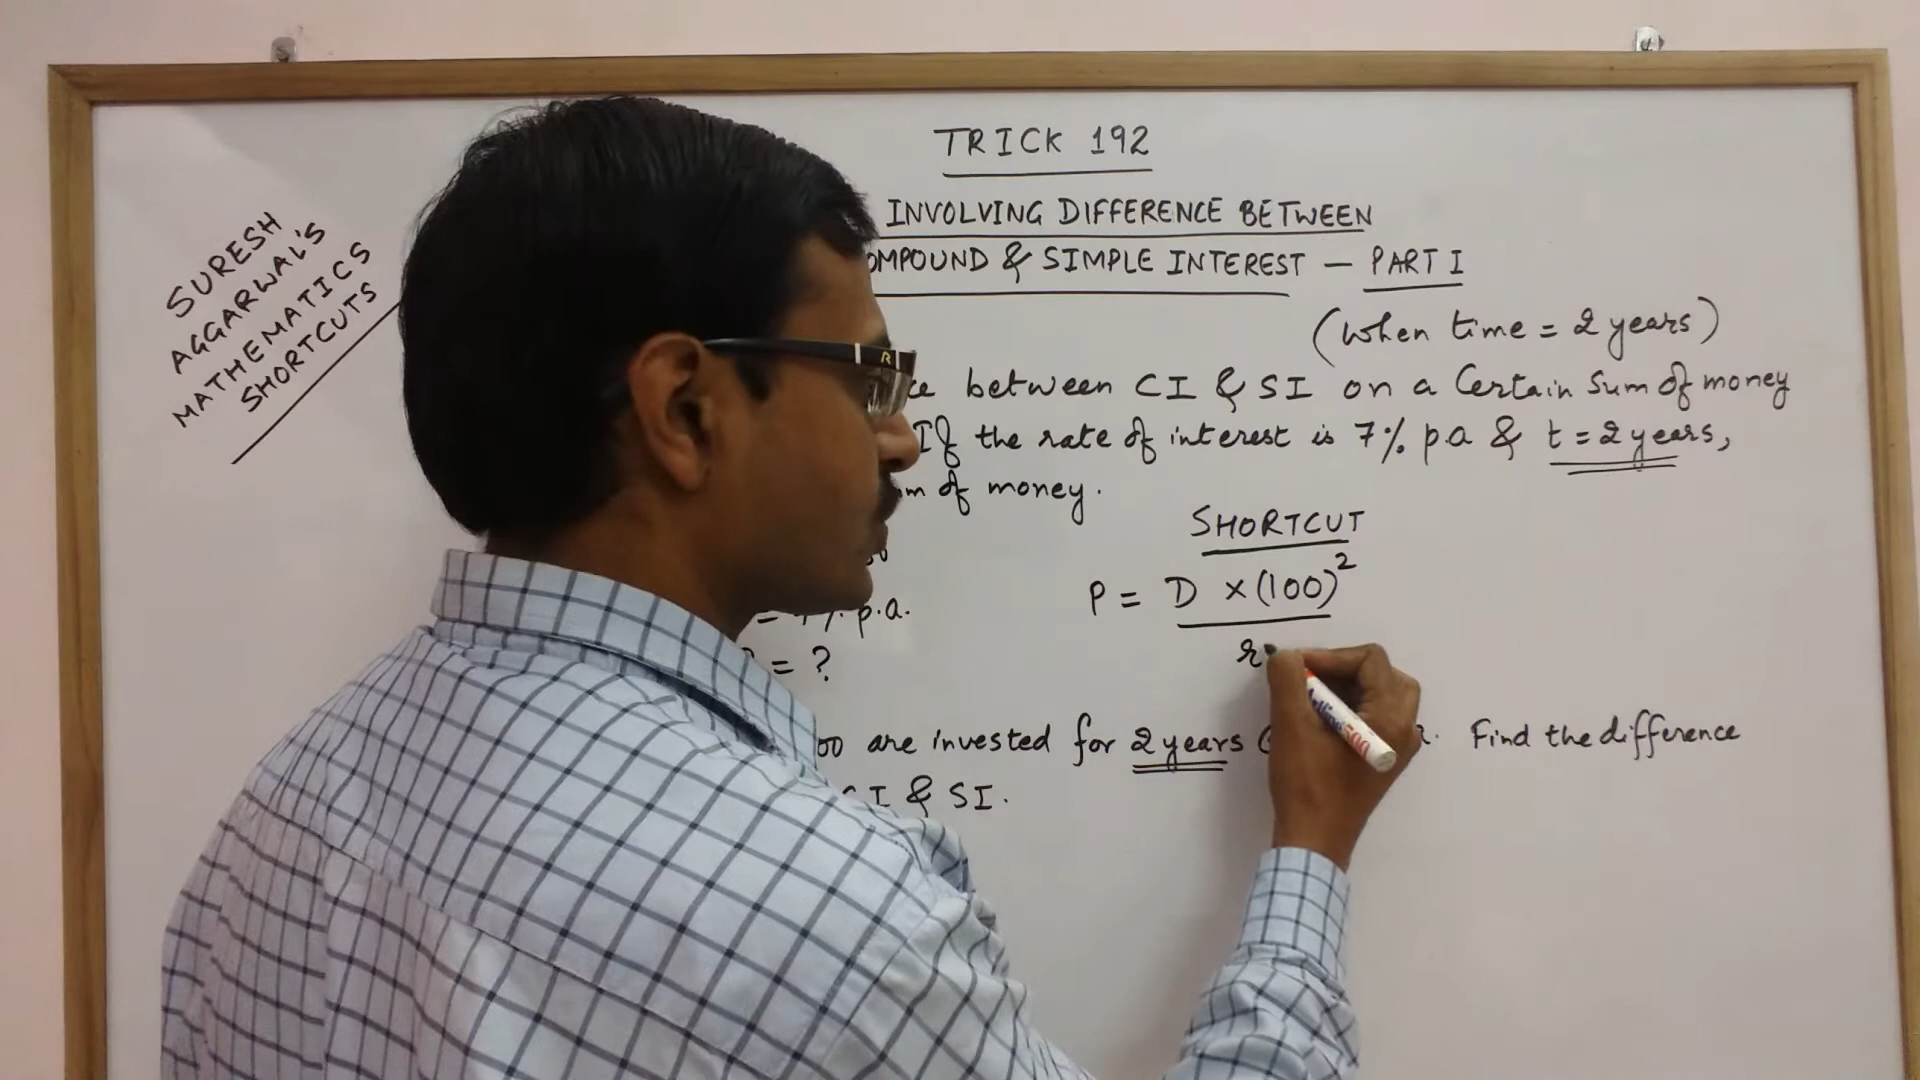 TRICK 192
SURESH
AGGARWAL'S
MATHEMATICS
SHORTCUTS
INVOLVING DIFFERENCE BETWEEN
OMPOUND & SIMPLE INTEREST — PART I
(When time = 2 years)
ce between CI & SI on a Certain Sum of money
If the rate of interest is 7% p.a & t = 2 years,
m of money.
SHORTCUT
P = D × (100)²
r
% p.a.
= ?
00 are invested for 2 years Find the difference
CI & SI.